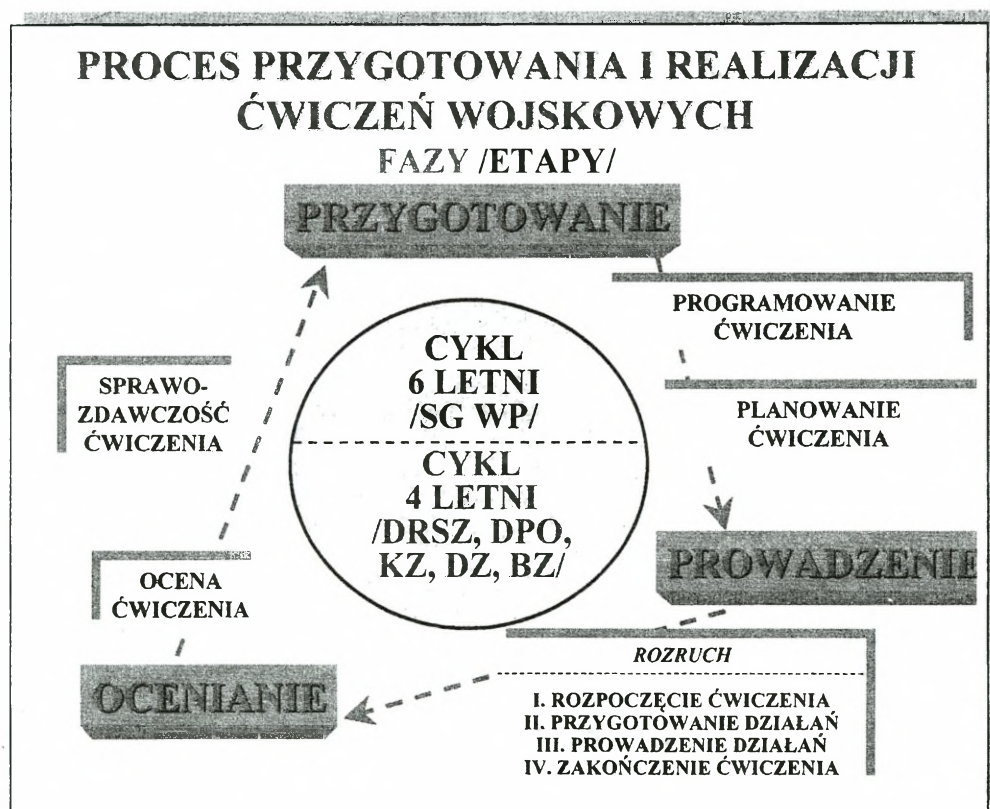 PROCES PRZYGOTOWANIA I REALIZACJI
ĆWICZEŃ WOJSKOWYCH
FAZY /ETAPY/
PRZYGOTOWANIE
PROGRAMOWANIE
ĆWICZENIA
PLANOWANIE
ĆWICZENIA
PROWADZENIE
ROZRUCH
I. ROZPOCZĘCIE ĆWICZENIA
II. PRZYGOTOWANIE DZIAŁAŃ
III. PROWADZENIE DZIAŁAŃ
IV. ZAKOŃCZENIE ĆWICZENIA
OCENIANIE
OCENA
ĆWICZENIA
SPRAWO-
ZDAWCZOŚĆ
ĆWICZENIA
CYKL
6 LETNI
/SG WP/
CYKL
4 LETNI
/DRSZ, DPO,
KZ, DZ, BZ/